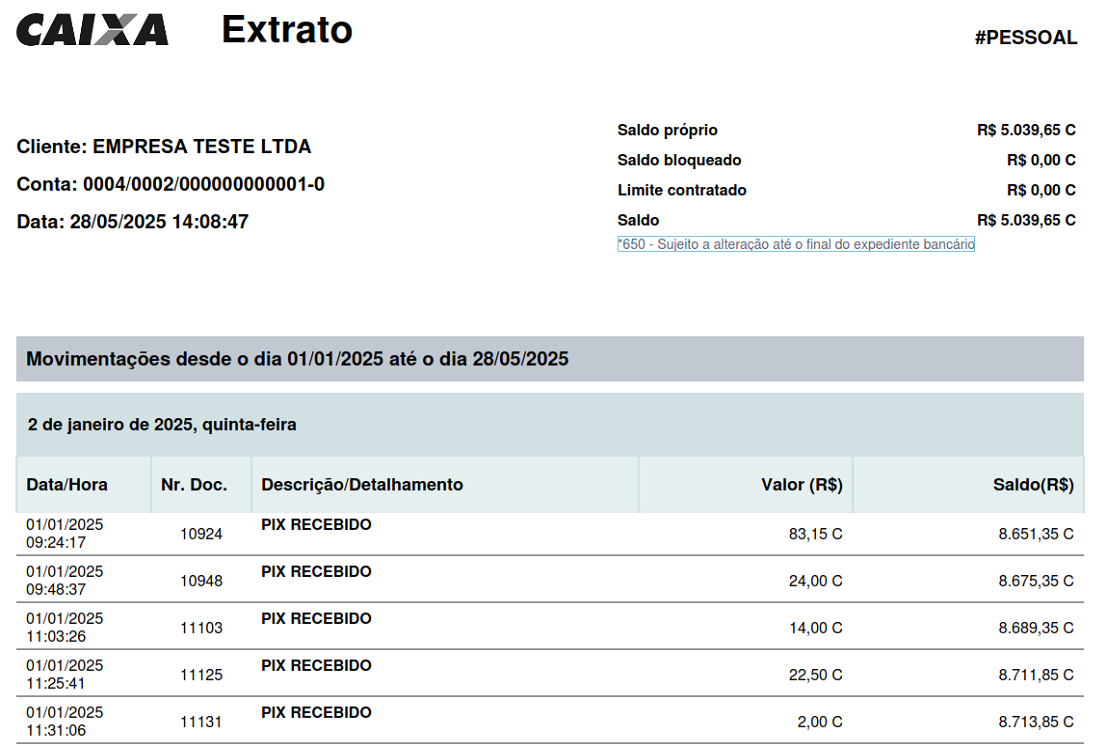 CAIXA Extrato #PESSOAL
Cliente: EMPRESA TESTE LTDA
Conta: 0004/0002/000000000001-0
Data: 28/05/2025 14:08:47
Saldo próprio R$ 5.039,65 C
Saldo bloqueado R$ 0,00 C
Limite contratado R$ 0,00 C
Saldo R$ 5.039,65 C
*650 - Sujeito a alteração até o final do expediente bancário
Movimentações desde o dia 01/01/2025 até o dia 28/05/2025
2 de janeiro de 2025, quinta-feira
Data/Hora Nr. Doc. Descrição/Detalhamento Valor (R$) Saldo(R$)
01/01/2025 09:24:17 10924 PIX RECEBIDO 83,15 C 8.651,35 C
01/01/2025 09:48:37 10948 PIX RECEBIDO 24,00 C 8.675,35 C
01/01/2025 11:03:26 11103 PIX RECEBIDO 14,00 C 8.689,35 C
01/01/2025 11:25:41 11125 PIX RECEBIDO 22,50 C 8.711,85 C
01/01/2025 11:31:06 11131 PIX RECEBIDO 2,00 C 8.713,85 C